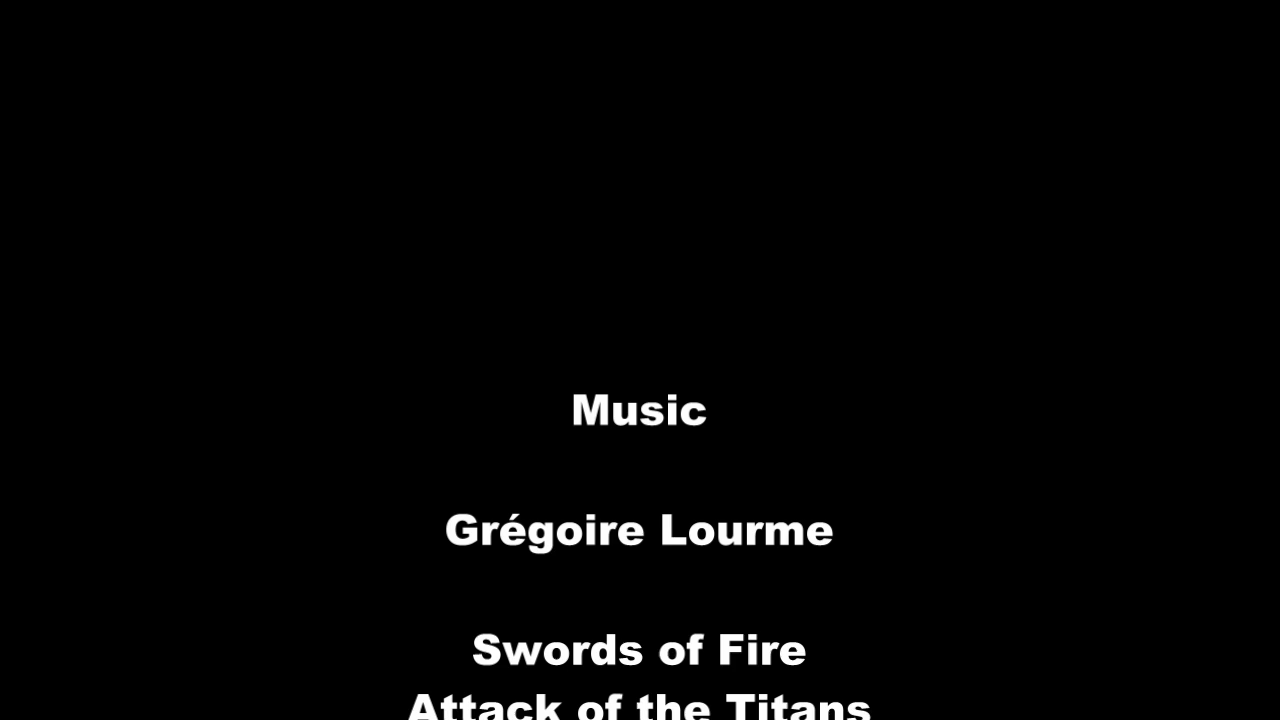 Music
Grégoire Lourme
Swords of Fire
Attack of the Titans